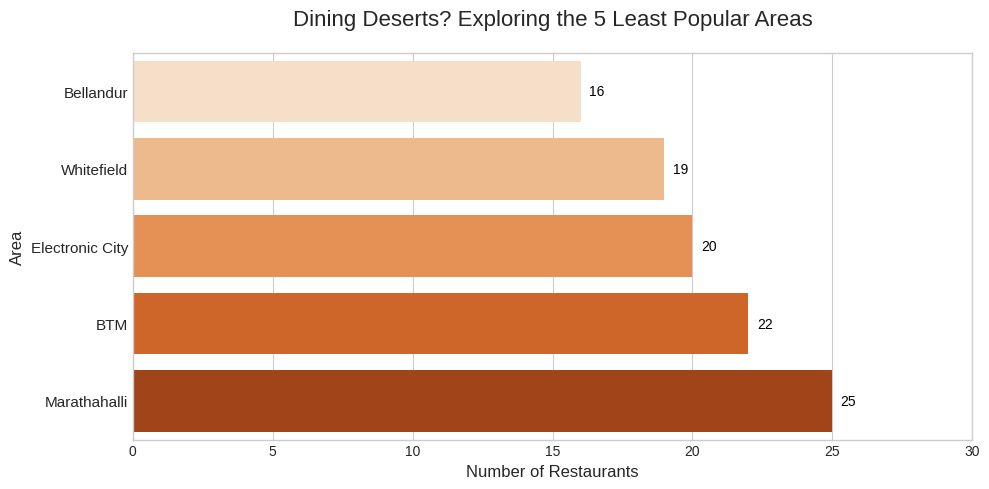 Dining Deserts? Exploring the 5 Least Popular Areas
Area
Bellandur 16
Whitefield 19
Electronic City 20
BTM 22
Marathahalli 25
0 5 10 15 20 25 30
Number of Restaurants